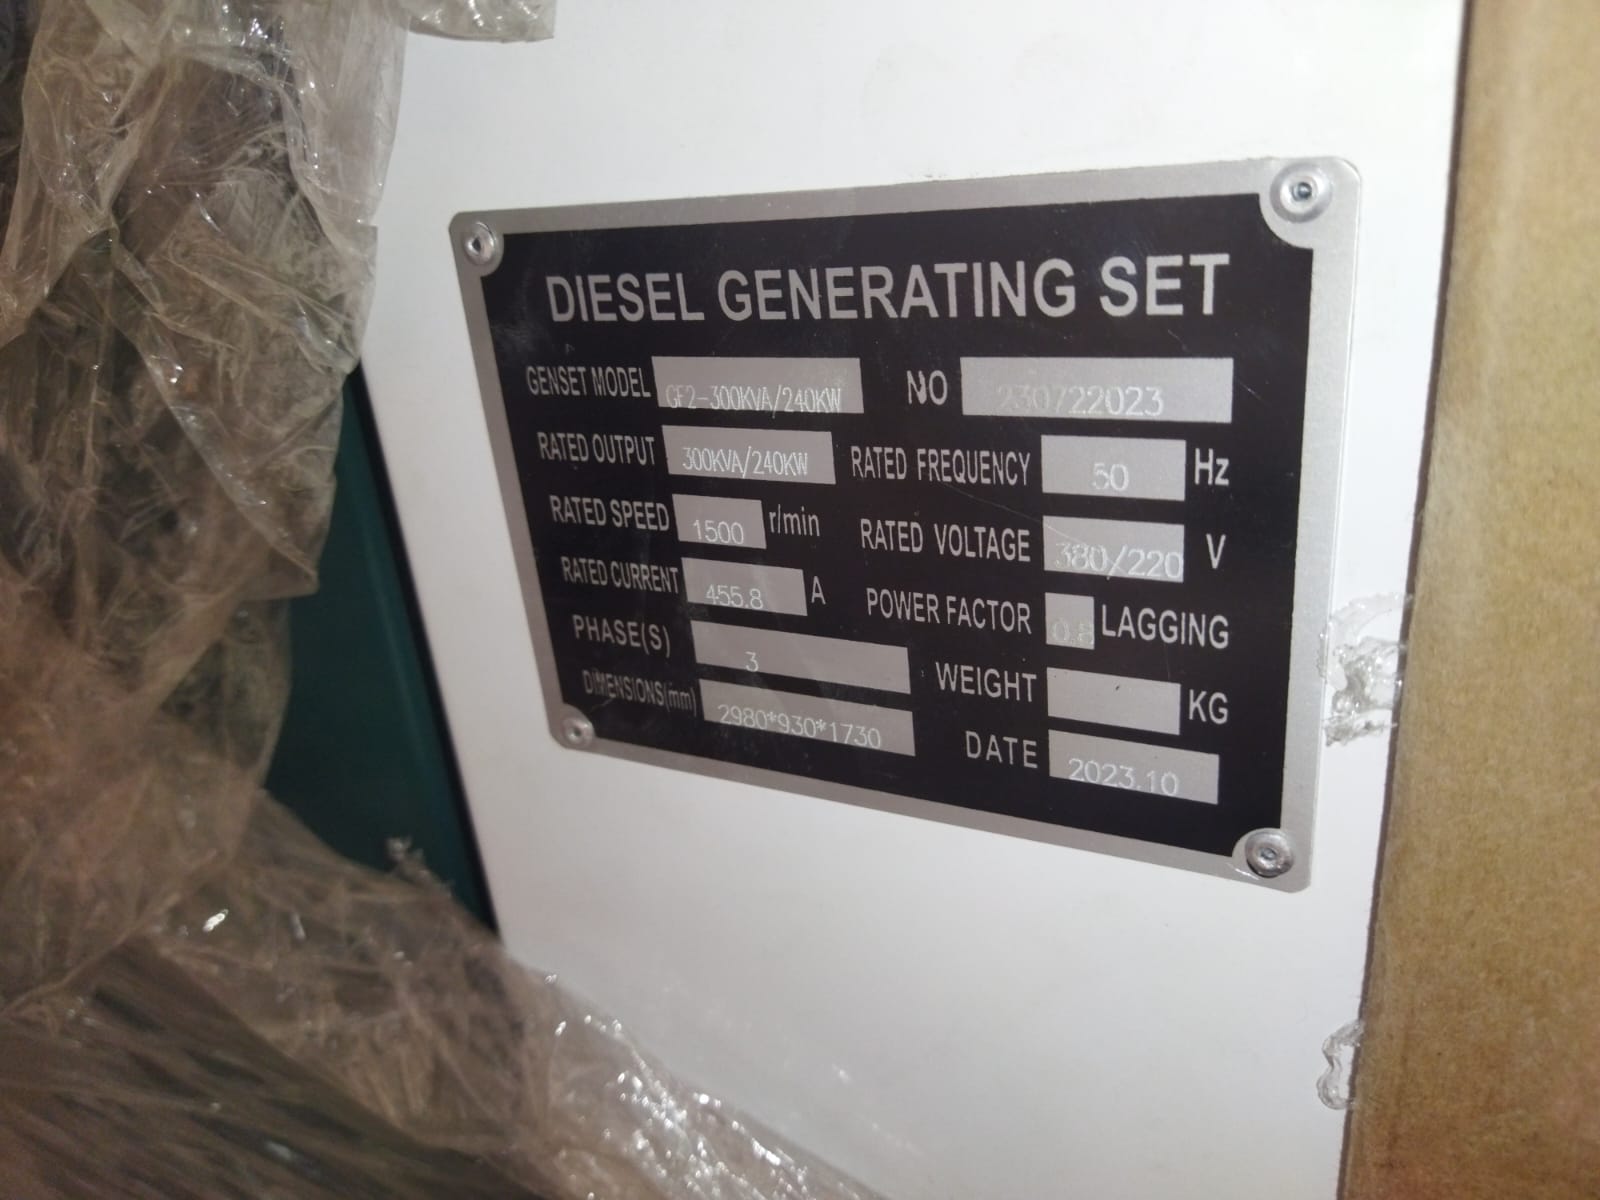 DIESEL GENERATING SET
GENSET MODEL GF2-300KVA/240KW NO 230722023
RATED OUTPUT 300KVA/240KW RATED FREQUENCY 50 Hz
RATED SPEED 1500 r/min RATED VOLTAGE 380/220 V
RATED CURRENT 455.8 A POWER FACTOR 0.8 LAGGING
PHASE(S) 3 WEIGHT KG
DIMENSIONS(mm) 2980*930*1730 DATE 2023.10